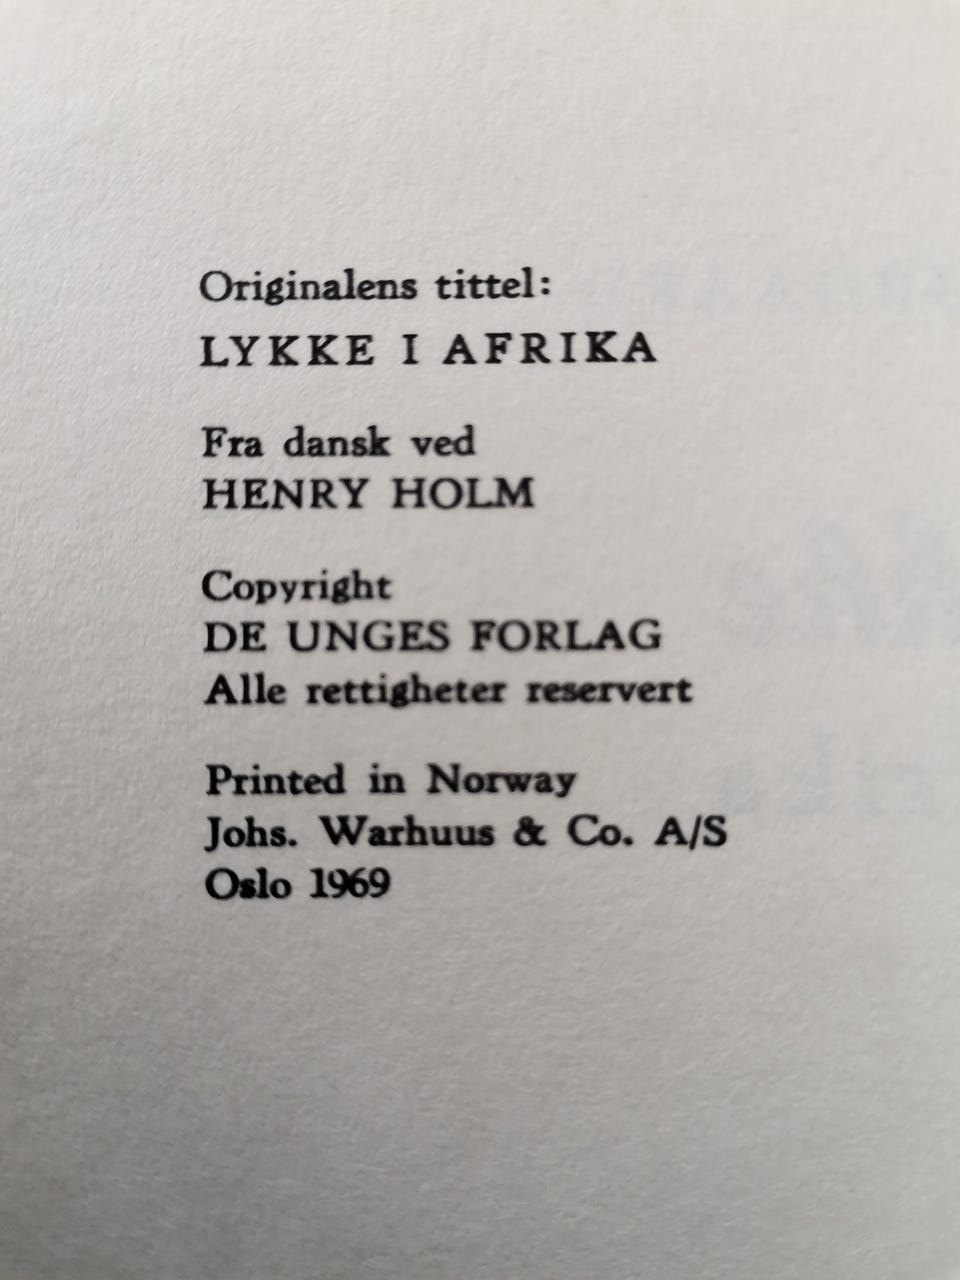 Originalens tittel:
LYKKE I AFRIKA
Fra dansk ved
HENRY HOLM
Copyright
DE UNGES FORLAG
Alle rettigheter reservert
Printed in Norway
Johs. Warhuus & Co. A/S
Oslo 1969